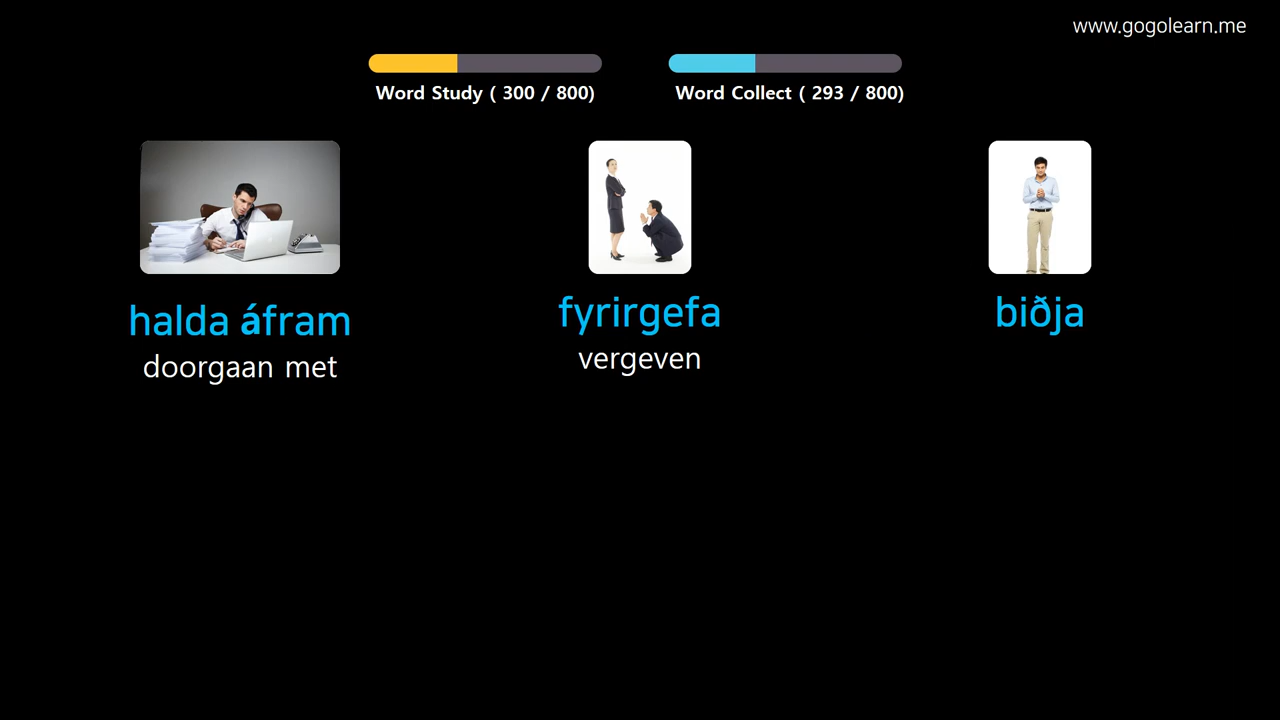 www.gogolearn.me
Word Study ( 300 / 800)
Word Collect ( 293 / 800)
halda áfram
doorgaan met
fyrirgefa
vergeven
biðja